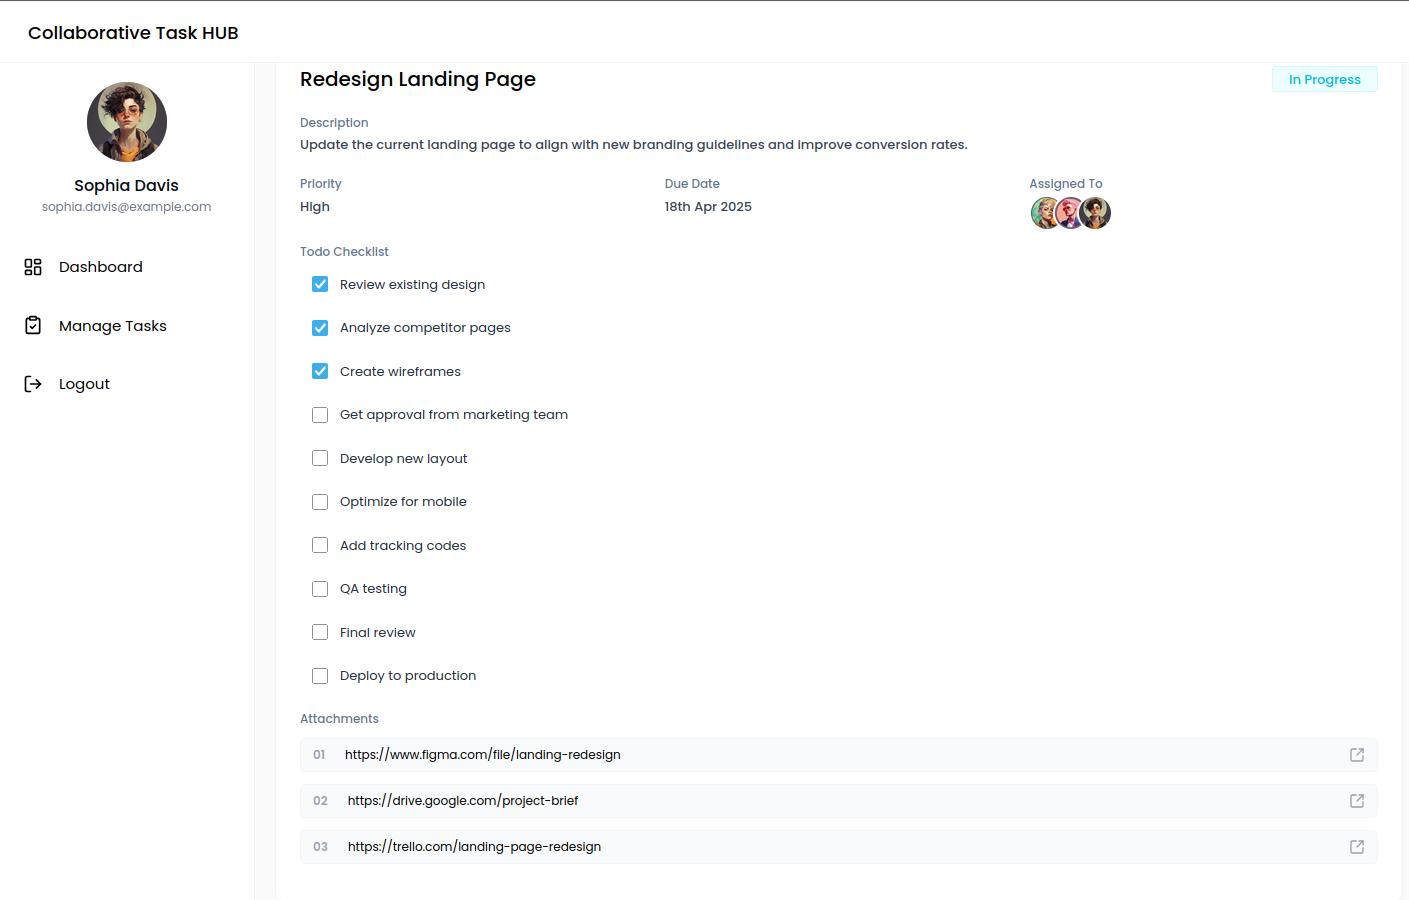 Collaborative Task HUB
Sophia Davis
sophia.davis@example.com
Dashboard
Manage Tasks
Logout
Redesign Landing Page
In Progress
Description
Update the current landing page to align with new branding guidelines and improve conversion rates.
Priority
High
Due Date
18th Apr 2025
Assigned To
Todo Checklist
Review existing design
Analyze competitor pages
Create wireframes
Get approval from marketing team
Develop new layout
Optimize for mobile
Add tracking codes
QA testing
Final review
Deploy to production
Attachments
01 https://www.figma.com/file/landing-redesign
02 https://drive.google.com/project-brief
03 https://trello.com/landing-page-redesign